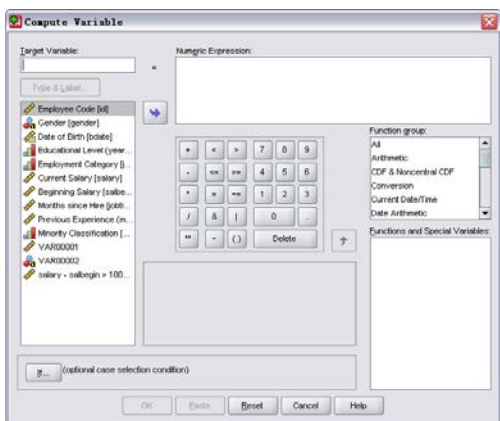 Compute Variable
Target Variable:
=
Numeric Expression:
Type & Label...
Employee Code [id]
Gender [gender]
Date of Birth [bdate]
Educational Level (year...
Employment Category [j...
Current Salary [salary]
Beginning Salary [salbe...
Months since Hire [jobti...
Previous Experience (m...
Minority Classification [...
VAR00001
VAR00002
salary - salbegin > 100...
+ < > 7 8 9
- <= >= 4 5 6
* = ~= 1 2 3
/ & | 0 .
** ~ ( ) Delete
Function group:
All
Arithmetic
CDF & Noncentral CDF
Conversion
Current Date/Time
Date Arithmetic
Functions and Special Variables:
If... (optional case selection condition)
OK Paste Reset Cancel Help